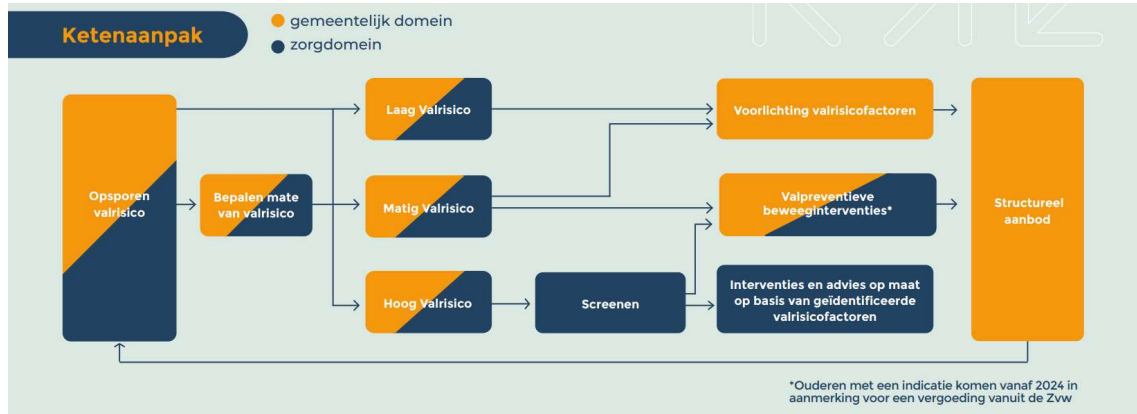 Ketenaanpak
gemeentelijk domein
zorgdomein
Opsporen
valrisico
Bepalen mate
van valrisico
Laag Valrisico
Matig Valrisico
Hoog Valrisico
Screenen
Voorlichting valrisicofactoren
Valpreventieve
beweeginterventies*
Interventies en advies op maat
op basis van geïdentificeerde
valrisicofactoren
Structureel
aanbod
*Ouderen met een indicatie komen vanaf 2024 in
aanmerking voor een vergoeding vanuit de Zvw